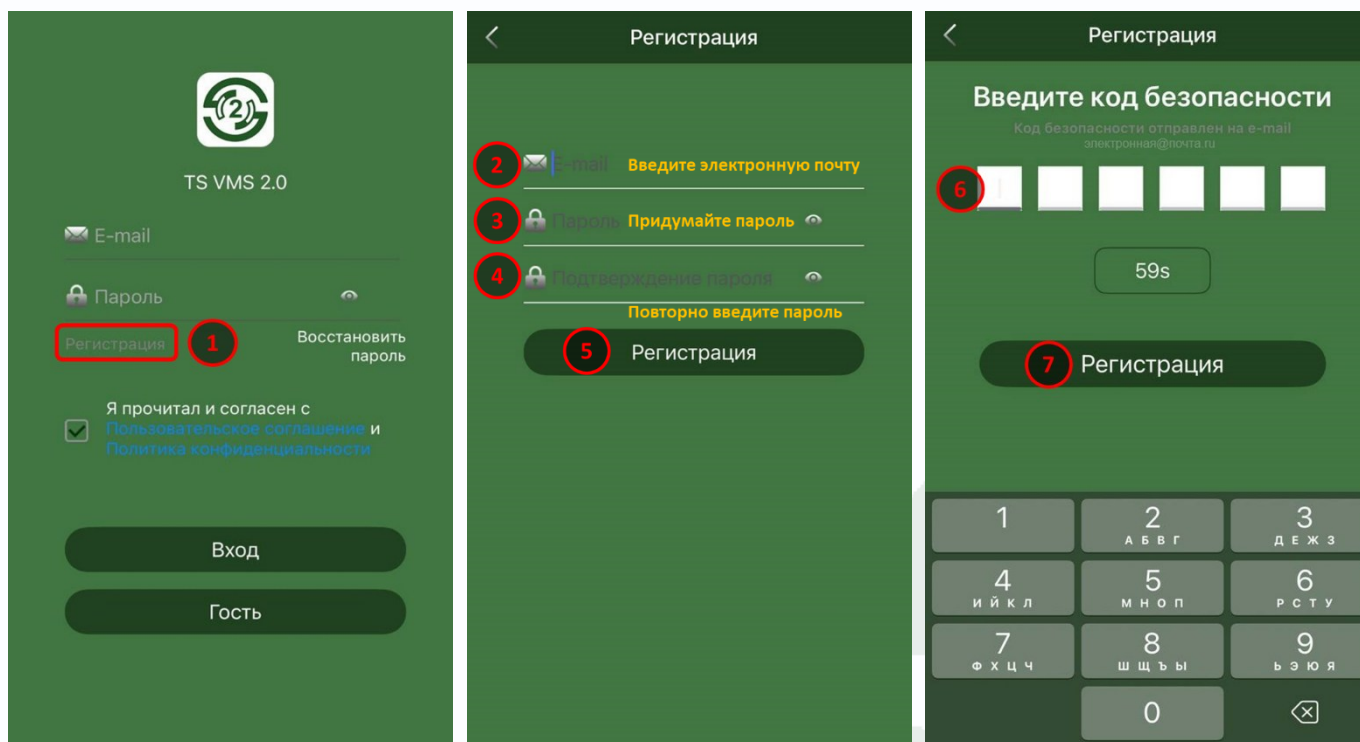 2
TS VMS 2.0
E-mail
Пароль
Регистрация
1
Восстановить
пароль
Я прочитал и согласен с
Пользовательское соглашение и
Политика конфиденциальности
Вход
Гость
Регистрация
2
E-mail Введите электронную почту
3
Пароль Придумайте пароль
4
Подтверждение пароля
Повторно введите пароль
5
Регистрация
Регистрация
Введите код безопасности
Код безопасности отправлен на e-mail
электронная@почта.ru
6
59s
7
Регистрация
1 2 3
А Б В Г Д Е Ж З
4 5 6
И Й К Л М Н О П Р С Т У
7 8 9
Ф Х Ц Ч Ш Щ Ъ Ы Ь Э Ю Я
0